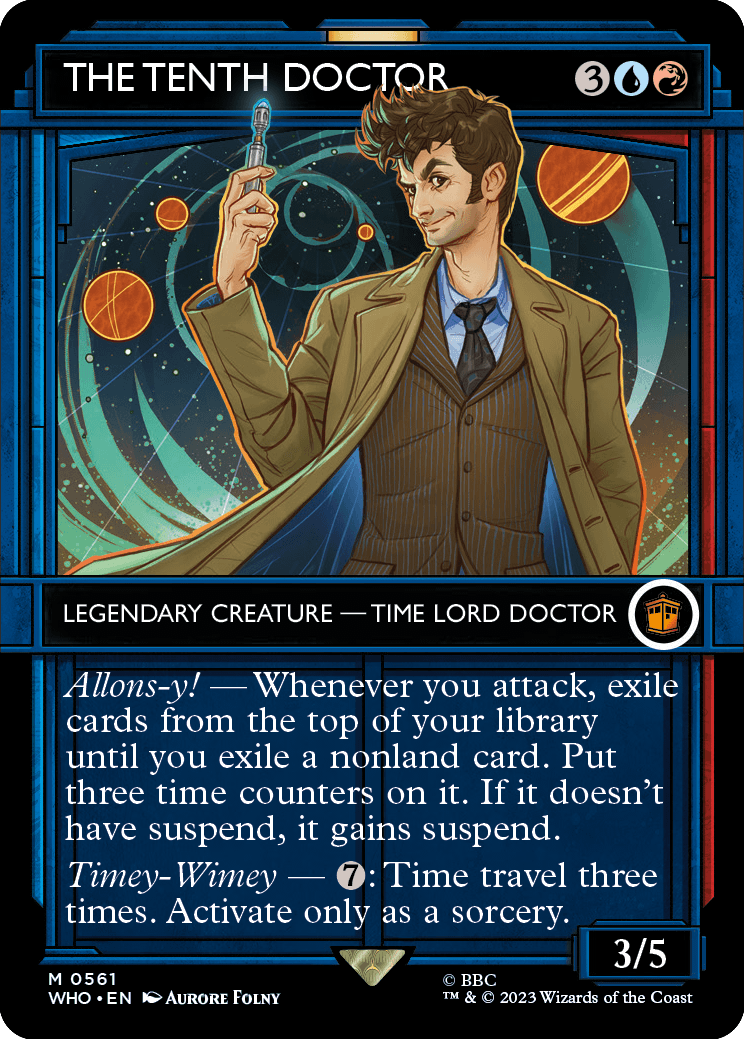 THE TENTH DOCTOR 3
LEGENDARY CREATURE — TIME LORD DOCTOR
Allons-y! — Whenever you attack, exile
cards from the top of your library
until you exile a nonland card. Put
three time counters on it. If it doesn't
have suspend, it gains suspend.
Timey-Wimey — 7: Time travel three
times. Activate only as a sorcery.
3/5
M 0561
WHO • EN AURORE FOLNY
© BBC
™ & © 2023 Wizards of the Coast